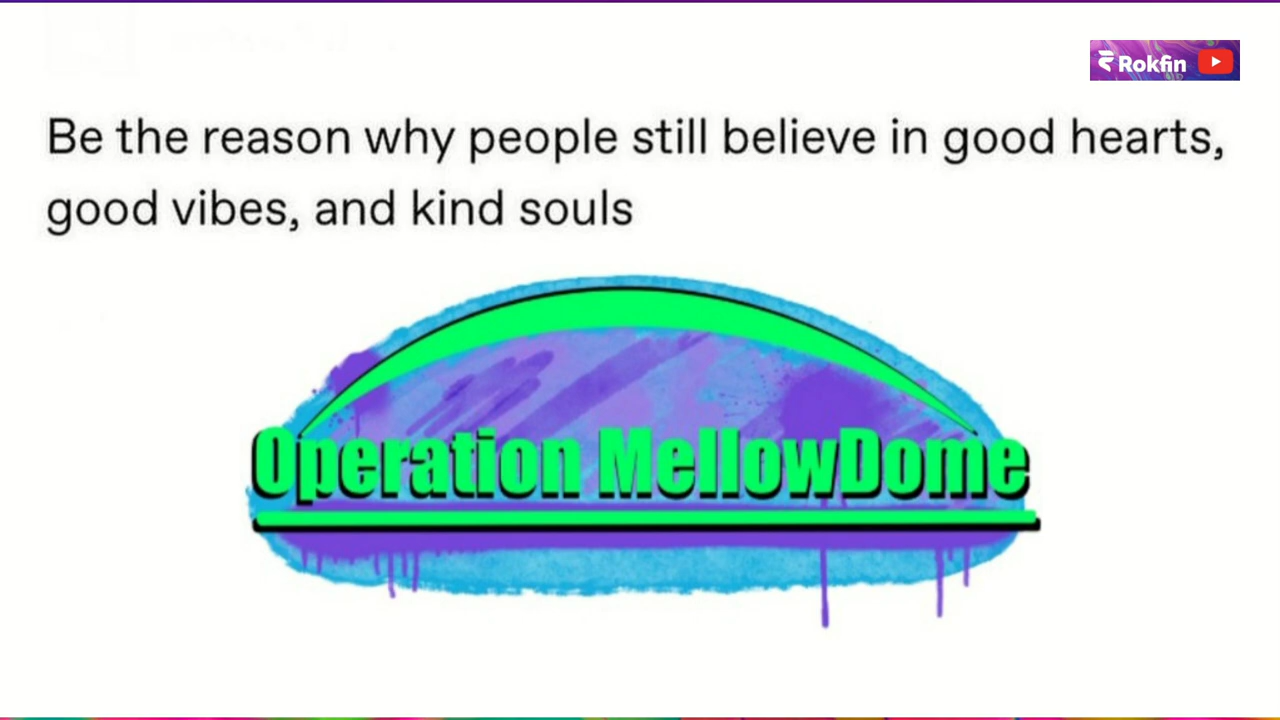 Rokfin
Be the reason why people still believe in good hearts,
good vibes, and kind souls
Operation MellowDome